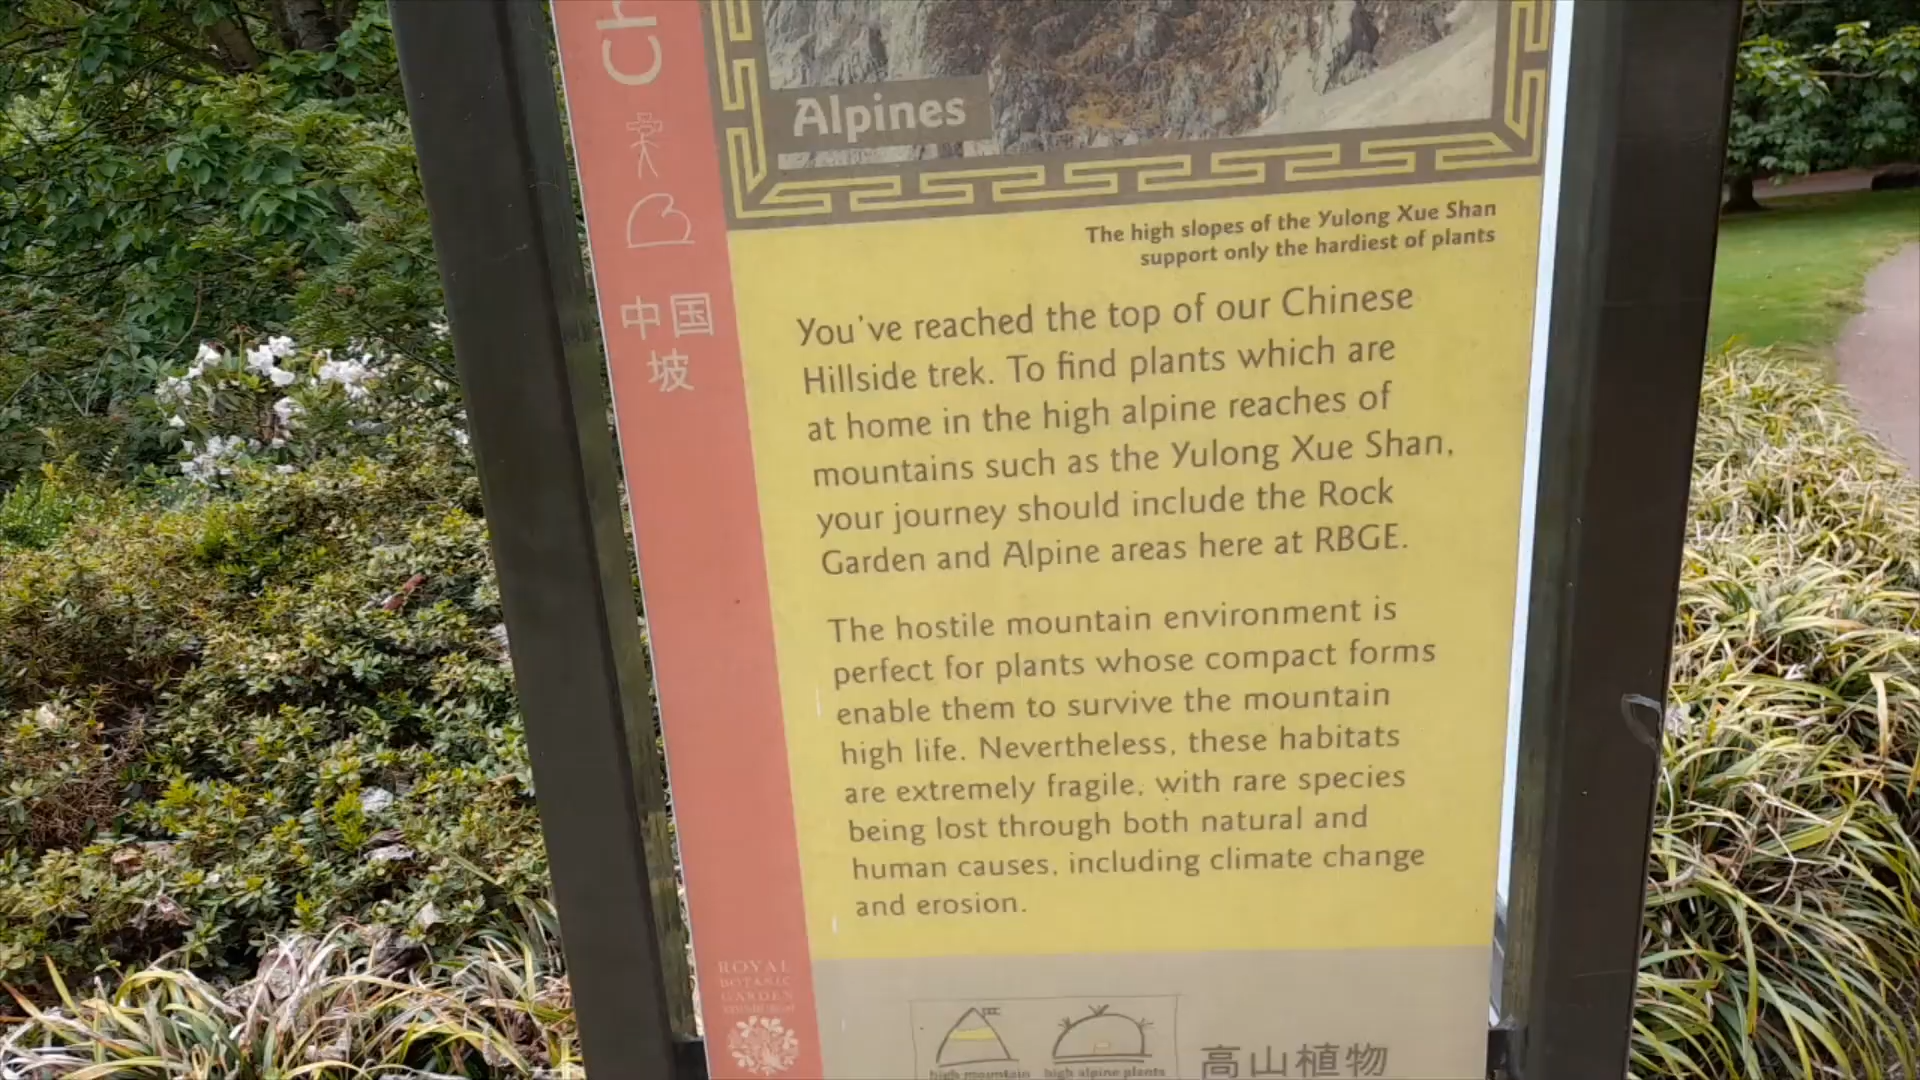 Ch
中国
坡
Alpines
The high slopes of the Yulong Xue Shan
support only the hardiest of plants
You've reached the top of our Chinese
Hillside trek. To find plants which are
at home in the high alpine reaches of
mountains such as the Yulong Xue Shan,
your journey should include the Rock
Garden and Alpine areas here at RBGE.
The hostile mountain environment is
perfect for plants whose compact forms
enable them to survive the mountain
high life. Nevertheless, these habitats
are extremely fragile, with rare species
being lost through both natural and
human causes, including climate change
and erosion.
ROYAL
BOTANIC
GARDEN
high mountain
high alpine plants
高山植物